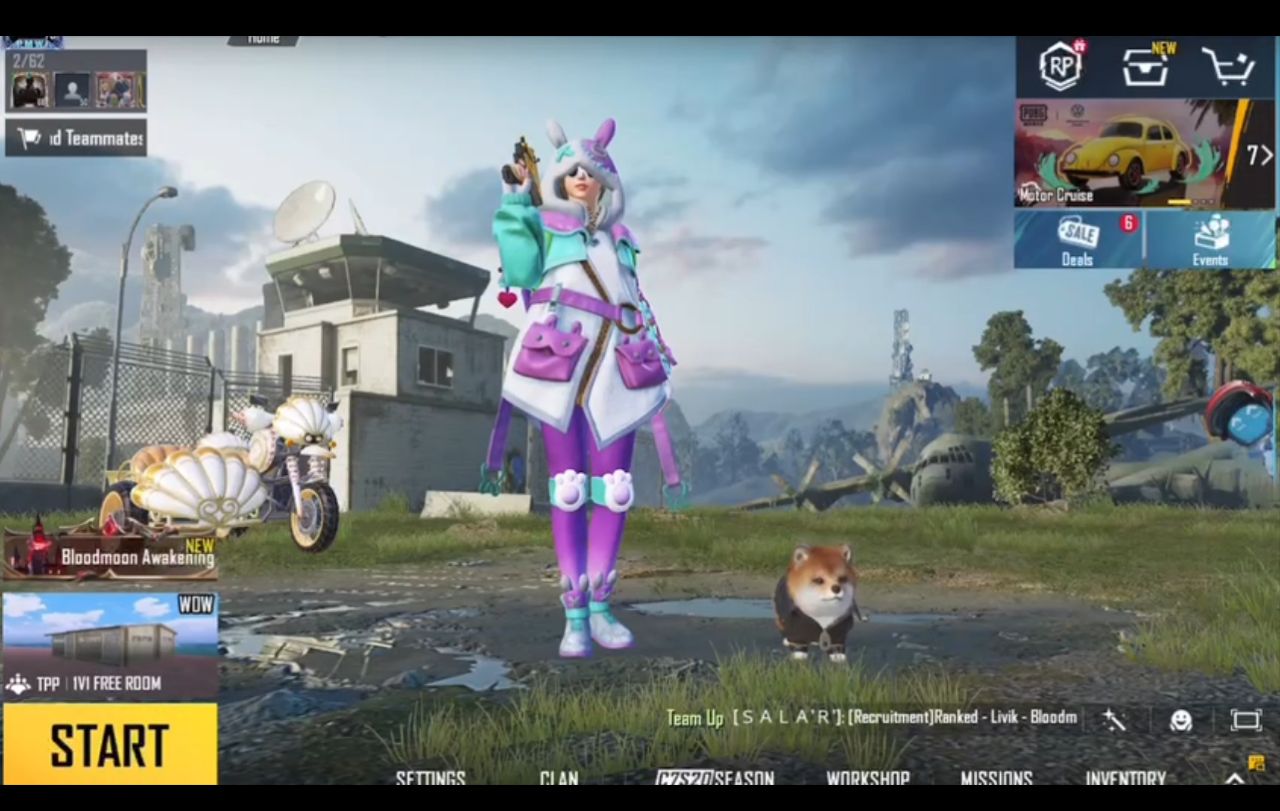 Home
2/62
d Teammates
RP
NEW
PUBG
Motor Cruise
7
SALE
6
Deals
Events
NEW
Bloodmoon Awakening
WOW
TPP | 1V1 FREE ROOM
START
Team Up [S A L A R]: [Recruitment]Ranked - Livik - Bloodm
SETTINGS
CLAN
C7S20 SEASON
WORKSHOP
MISSIONS
INVENTORY